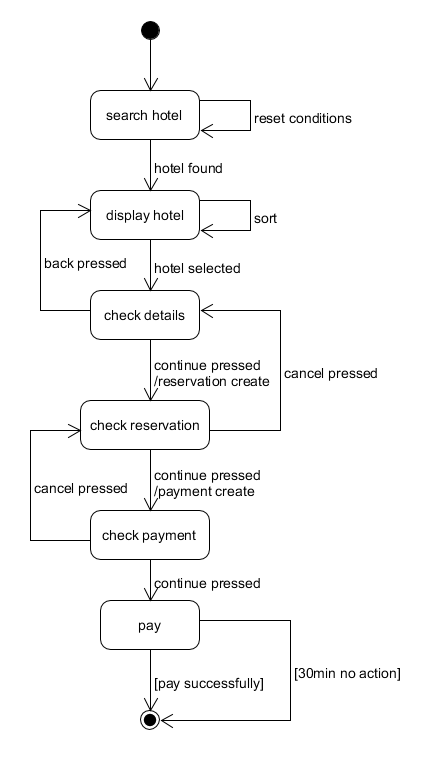 search hotel
reset conditions
hotel found
display hotel
sort
back pressed
hotel selected
check details
continue pressed
/reservation create
cancel pressed
check reservation
continue pressed
cancel pressed
/payment create
check payment
continue pressed
pay
[30min no action]
[pay successfully]